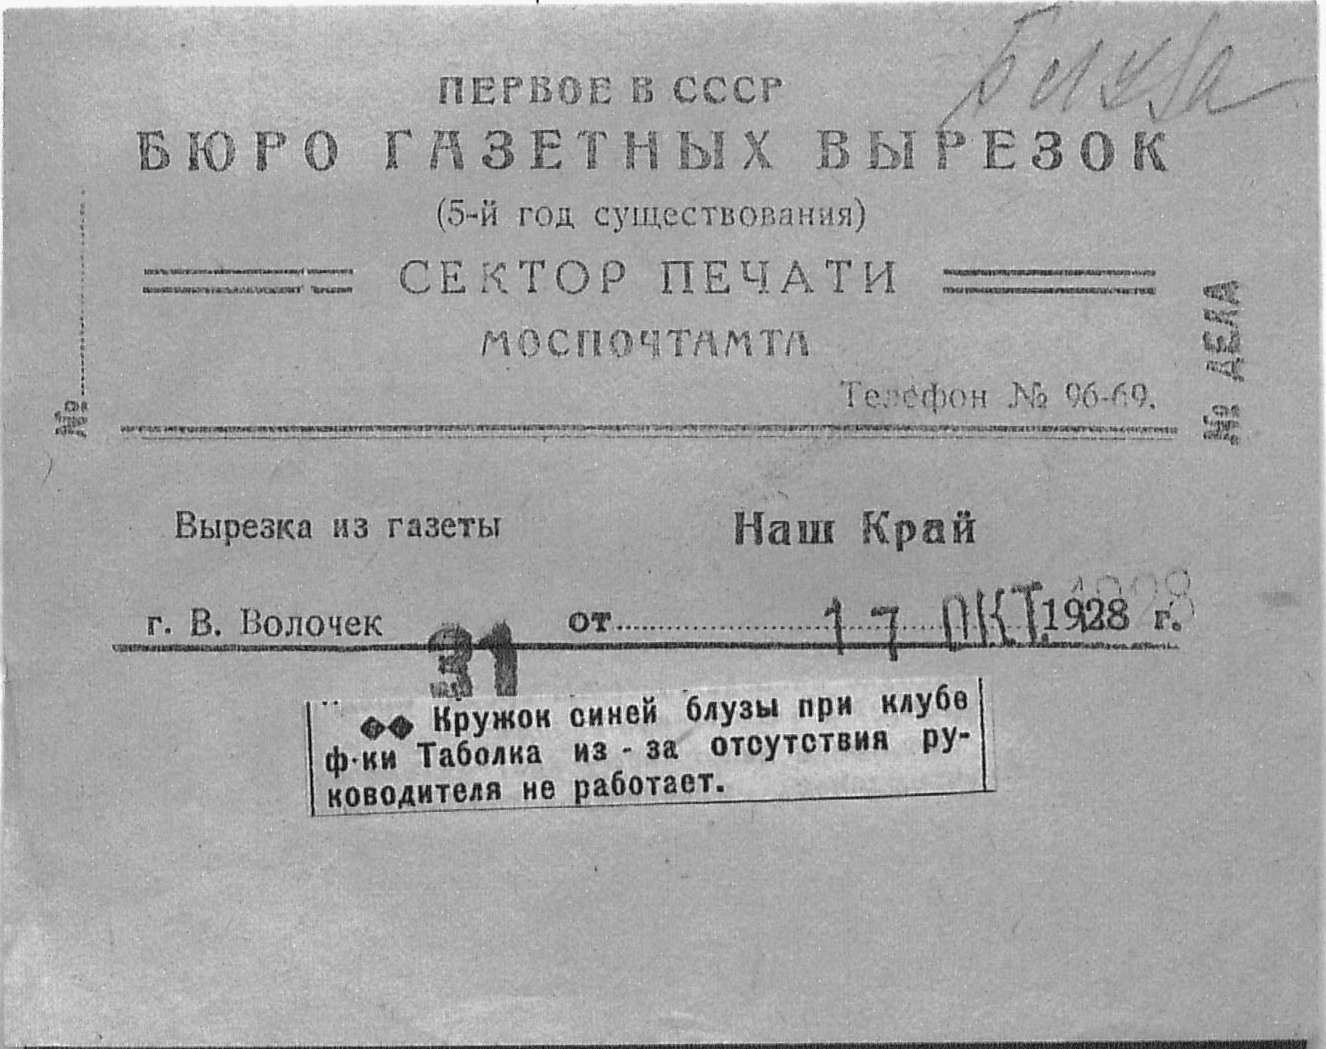 ПЕРВОЕ В СССР
БЮРО ГАЗЕТНЫХ ВЫРЕЗОК
(5-й год существования)
СЕКТОР ПЕЧАТИ
МОСПОЧТАМТА
Телефон № 96-69.
№
№ ДЕЛА
Вырезка из газеты Наш Край
г. В. Волочек от 17 ОКТ. 1928 1928 г.
31
Кружок синей блузы при клубе
ф-ки Таболка из-за отсутствия ру-
ководителя не работает.